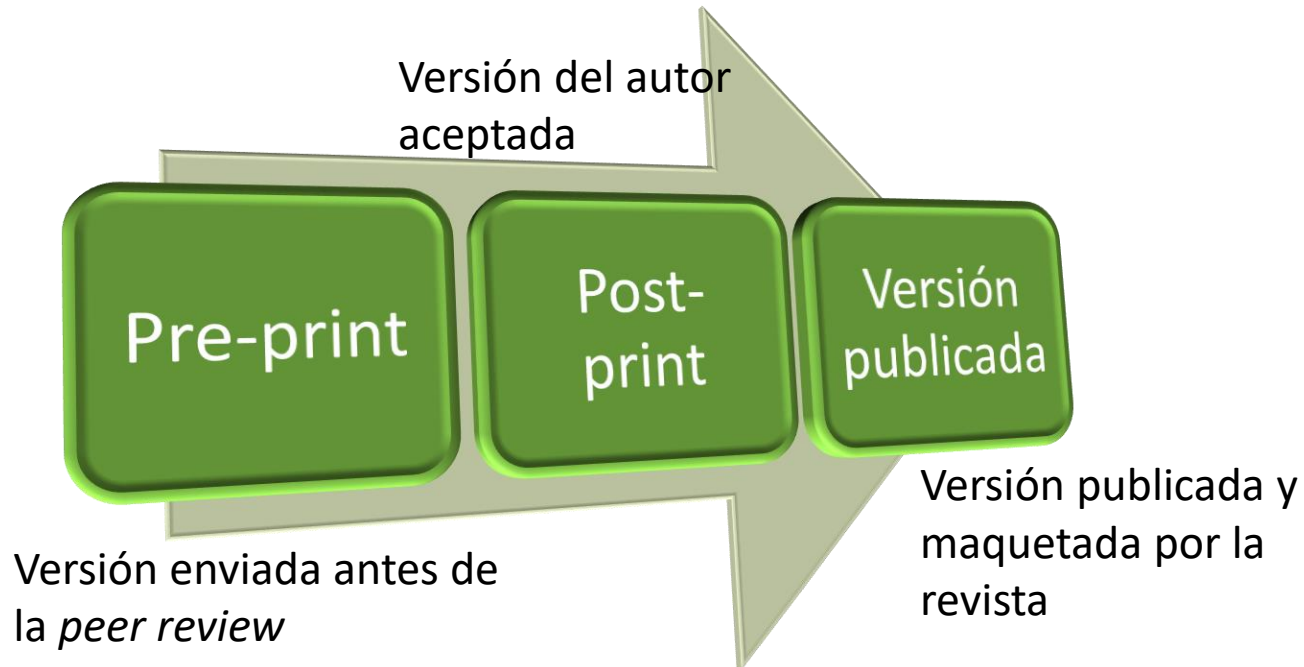 Versión del autor
aceptada
Pre-print
Post-
print
Versión
publicada
Versión enviada antes de
la peer review
Versión publicada y
maquetada por la
revista